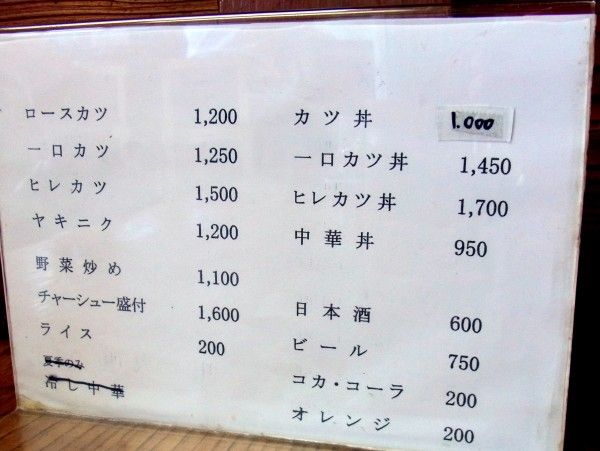 ロースカツ 1,200
一口カツ 1,250
ヒレカツ 1,500
ヤキニク 1,200
野菜炒め 1,100
チャーシュー盛付 1,600
ライス 200
夏季のみ
冷し中華
カツ丼 1.000
一口カツ丼 1,450
ヒレカツ丼 1,700
中華丼 950
日本酒 600
ビール 750
コカ・コーラ 200
オレンジ 200